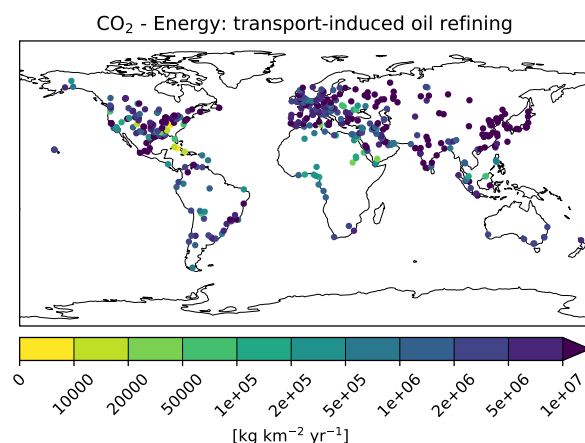 CO₂ - Energy: transport-induced oil refining
0
10000
20000
50000
1e+05
2e+05
5e+05
1e+06
2e+06
5e+06
1e+07
[kg km⁻² yr⁻¹]